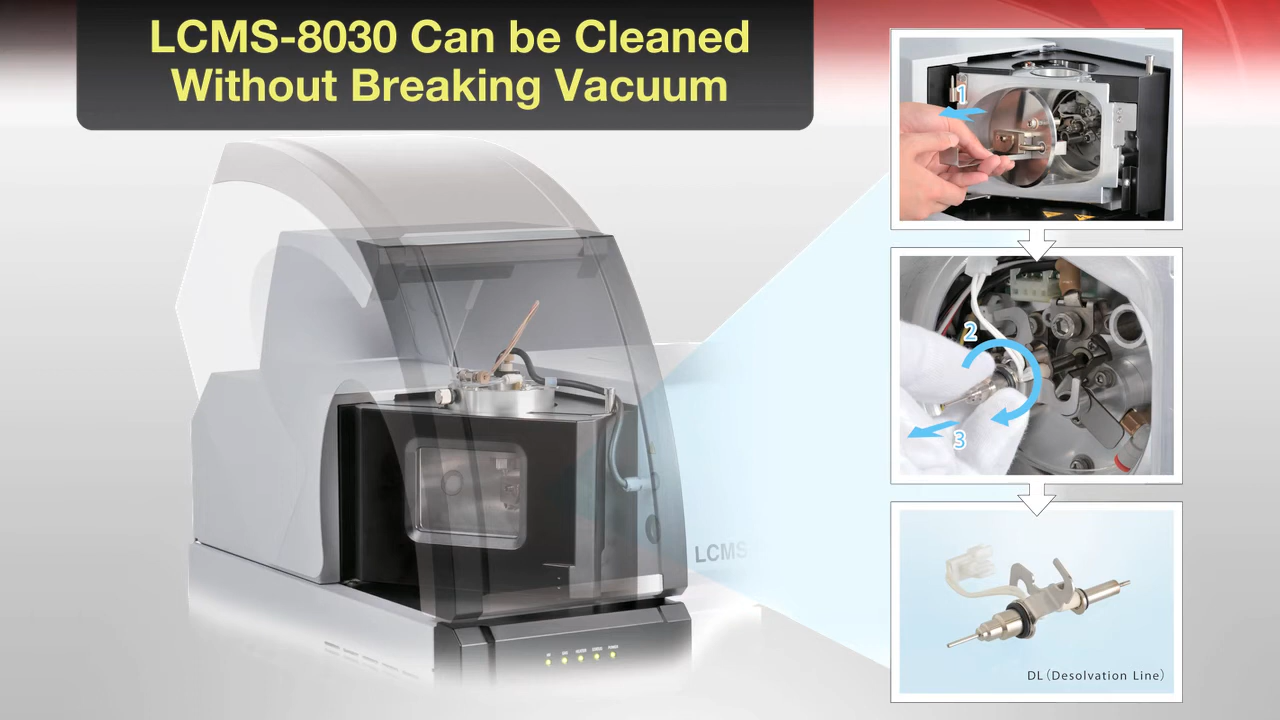 LCMS-8030 Can be Cleaned
Without Breaking Vacuum
1
2
3
LCMS
DL (Desolvation Line)